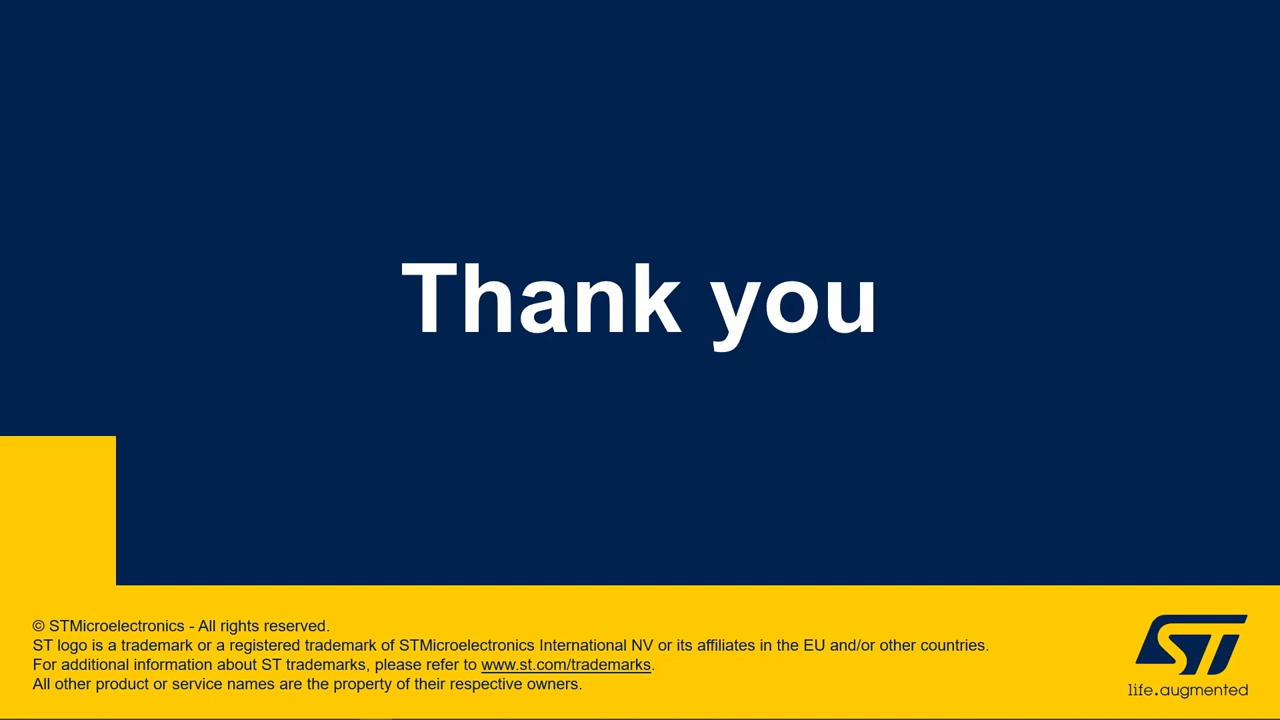 Thank you
© STMicroelectronics - All rights reserved.
ST logo is a trademark or a registered trademark of STMicroelectronics International NV or its affiliates in the EU and/or other countries.
For additional information about ST trademarks, please refer to www.st.com/trademarks.
All other product or service names are the property of their respective owners.
ST
life.augmented